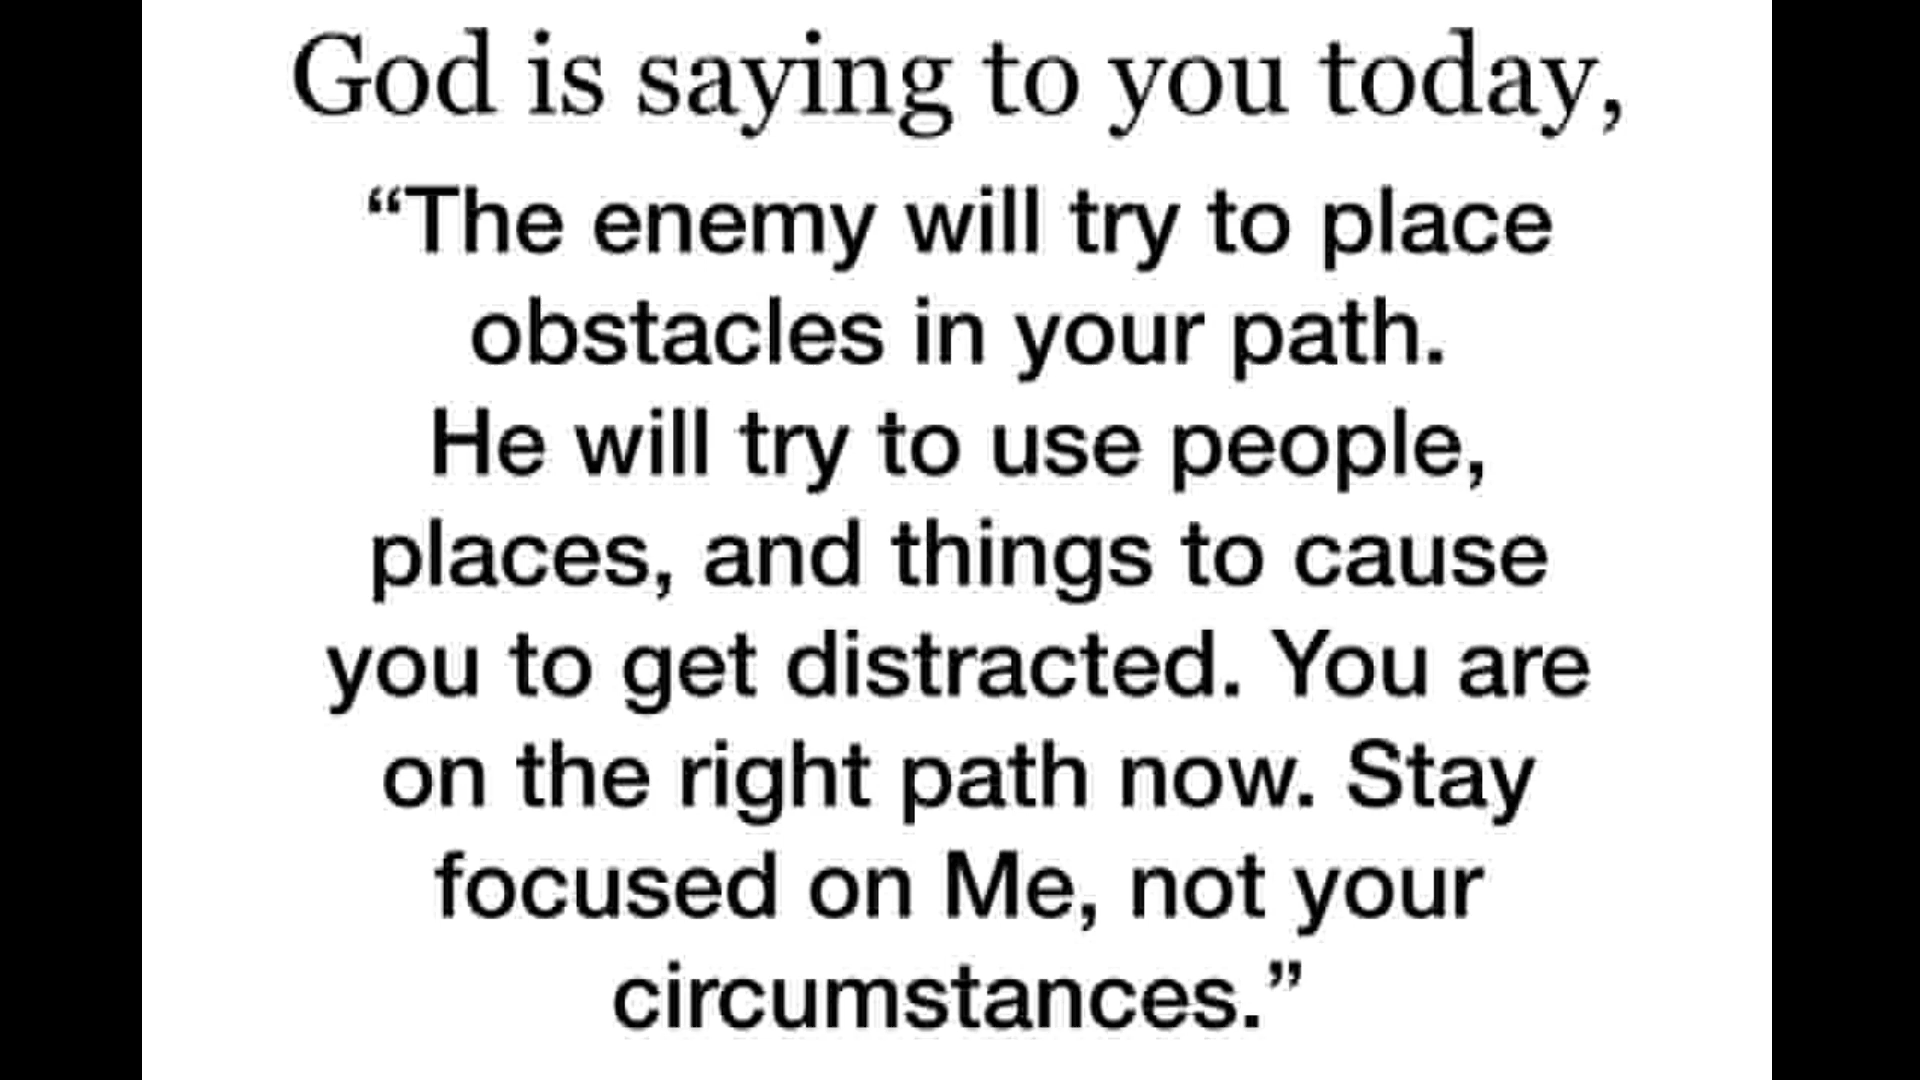 God is saying to you today,
“The enemy will try to place
obstacles in your path.
He will try to use people,
places, and things to cause
you to get distracted. You are
on the right path now. Stay
focused on Me, not your
circumstances.”